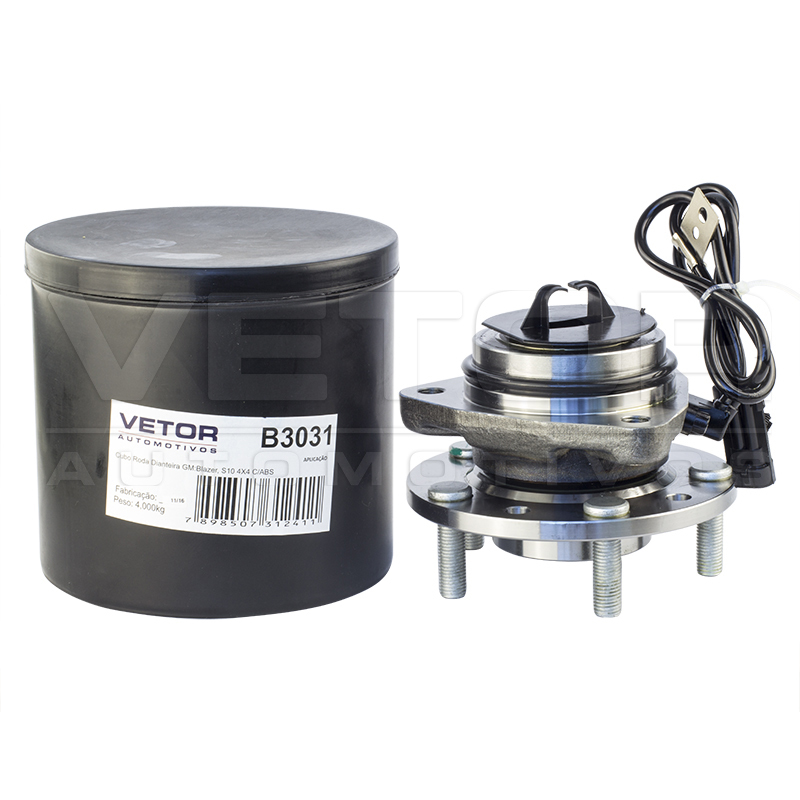 VETOR
AUTOMOTIVOS
B3031
APLICAÇÃO
Cubo Roda Dianteira GM:Blazer, S10 4X4 C/ABS
Fabricação: 11/16
Peso: 4,000kg
7 898507 312411
VETOR
AUTOMOTIVOS